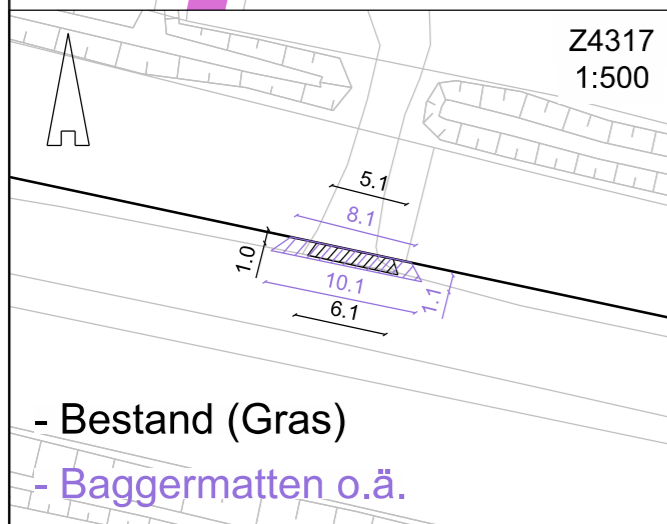 Z4317
1:500
5.1
8.1
1.0
10.1
1.1
6.1
- Bestand (Gras)
- Baggermatten o.ä.